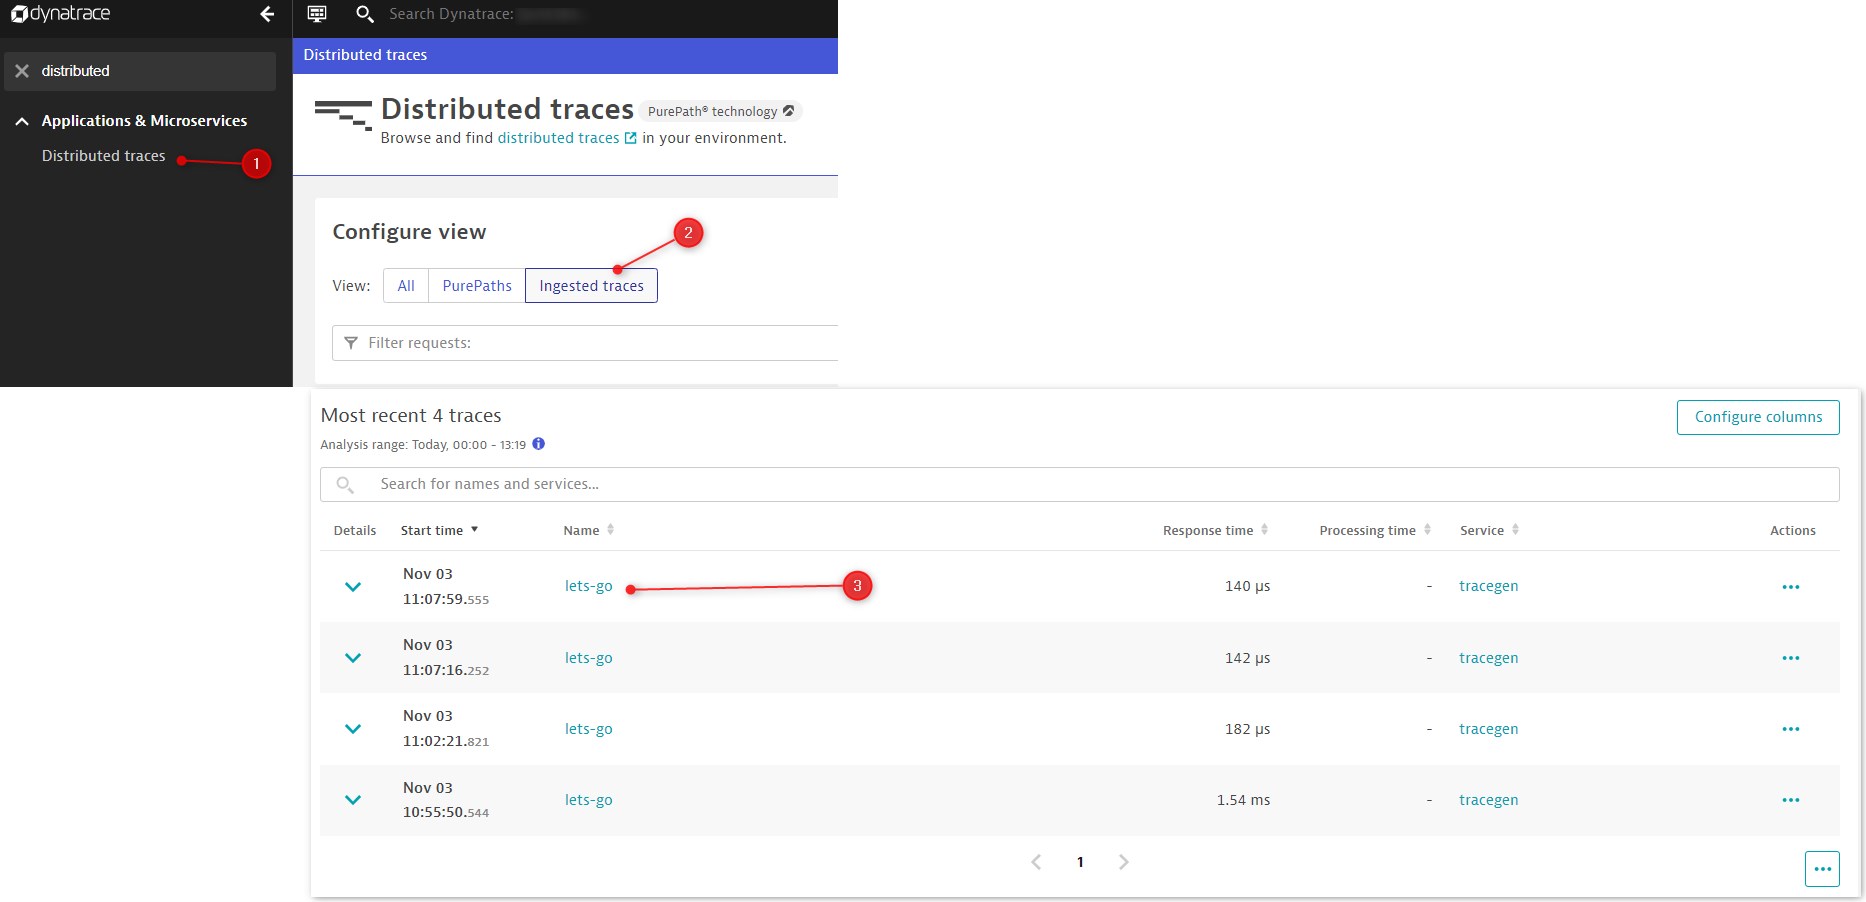 dynatrace
Search Dynatrace:
distributed
Applications & Microservices
Distributed traces
1
Distributed traces
Distributed traces PurePath® technology
Browse and find distributed traces in your environment.
Configure view
2
View: All PurePaths Ingested traces
Filter requests:
Most recent 4 traces
Configure columns
Analysis range: Today, 00:00 - 13:19
Search for names and services...
Details Start time Name Response time Processing time Service Actions
Nov 03
11:07:59.555
lets-go 3 140 µs - tracegen ...
Nov 03
11:07:16.252
lets-go 142 µs - tracegen ...
Nov 03
11:02:21.821
lets-go 182 µs - tracegen ...
Nov 03
10:55:50.544
lets-go 1.54 ms - tracegen ...
1
...